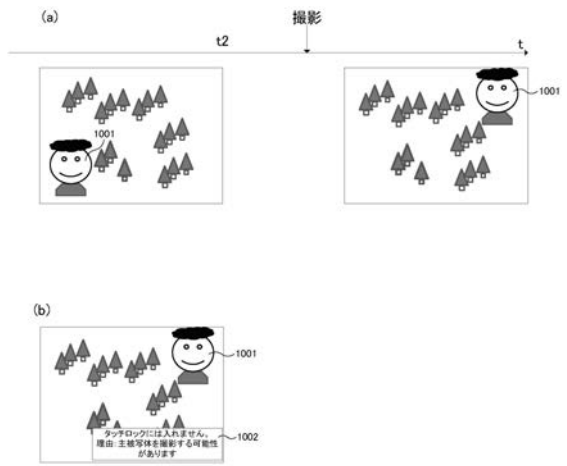 (a)
撮影
t2
t
1001
1001
(b)
1001
タッチロックには入れません。
理由：主被写体を撮影する可能性
があります
1002